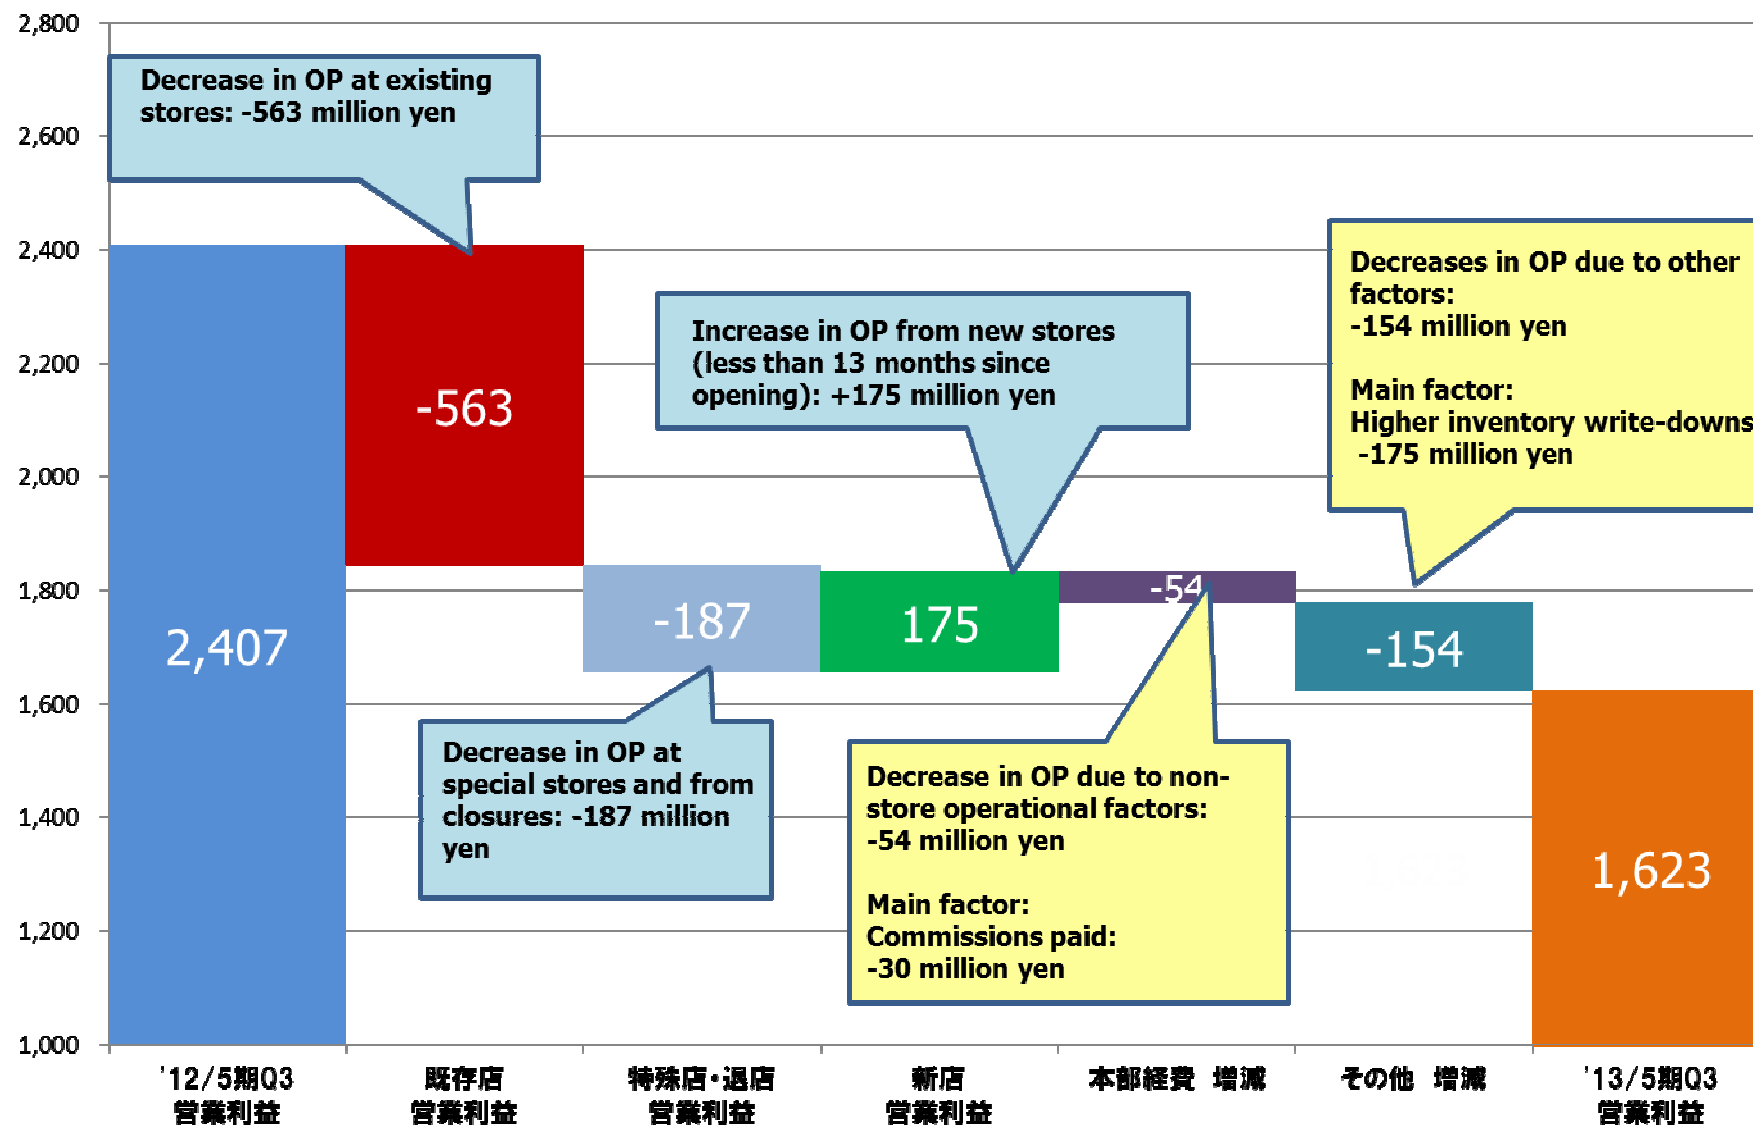 2,800
2,600
2,400
2,200
2,000
1,800
1,600
1,400
1,200
1,000
Decrease in OP at existing
stores: -563 million yen
Increase in OP from new stores
(less than 13 months since
opening): +175 million yen
Decreases in OP due to other
factors:
-154 million yen
Main factor:
Higher inventory write-downs
-175 million yen
2,407
-563
-187
175
-54
-154
1,623
Decrease in OP at
special stores and from
closures: -187 million
yen
Decrease in OP due to non-
store operational factors:
-54 million yen
Main factor:
Commissions paid:
-30 million yen
'12/5期Q3
営業利益
既存店
営業利益
特殊店・退店
営業利益
新店
営業利益
本部経費 増減
その他 増減
'13/5期Q3
営業利益